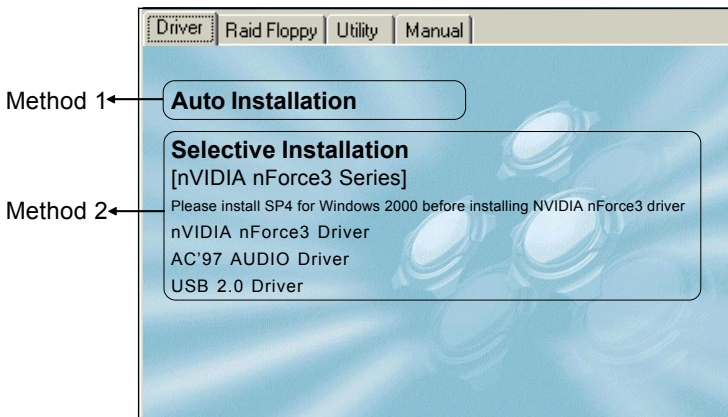 Driver Raid Floppy Utility Manual
Method 1
Auto Installation
Selective Installation
[nVIDIA nForce3 Series]
Method 2
Please install SP4 for Windows 2000 before installing NVIDIA nForce3 driver
nVIDIA nForce3 Driver
AC'97 AUDIO Driver
USB 2.0 Driver